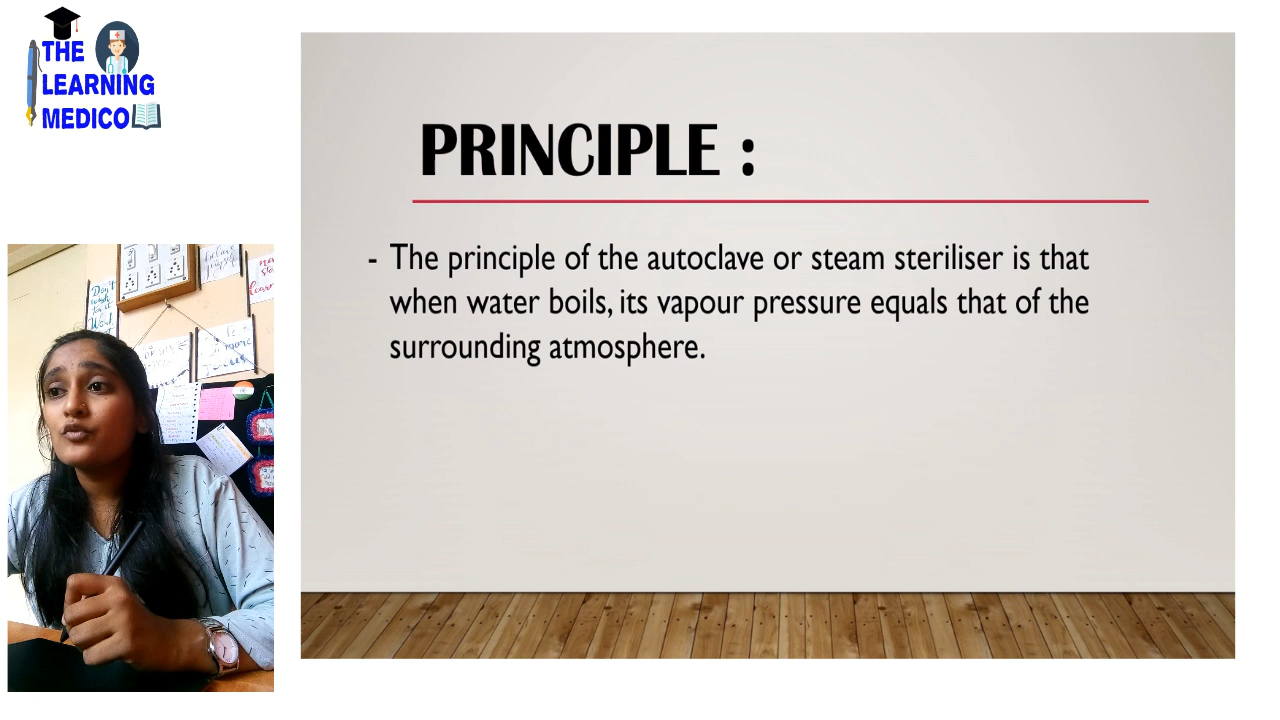 THE
LEARNING
MEDICO
PRINCIPLE :
- The principle of the autoclave or steam steriliser is that
when water boils, its vapour pressure equals that of the
surrounding atmosphere.
Don't